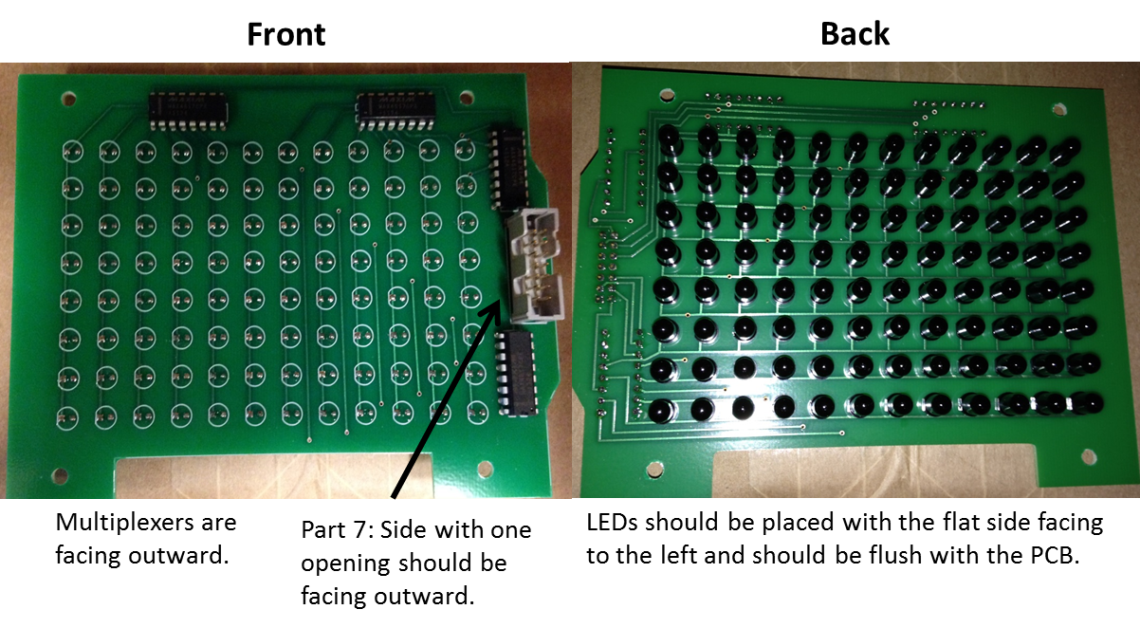 Front
Back
Multiplexers are
facing outward.
Part 7: Side with one
opening should be
facing outward.
LEDs should be placed with the flat side facing
to the left and should be flush with the PCB.